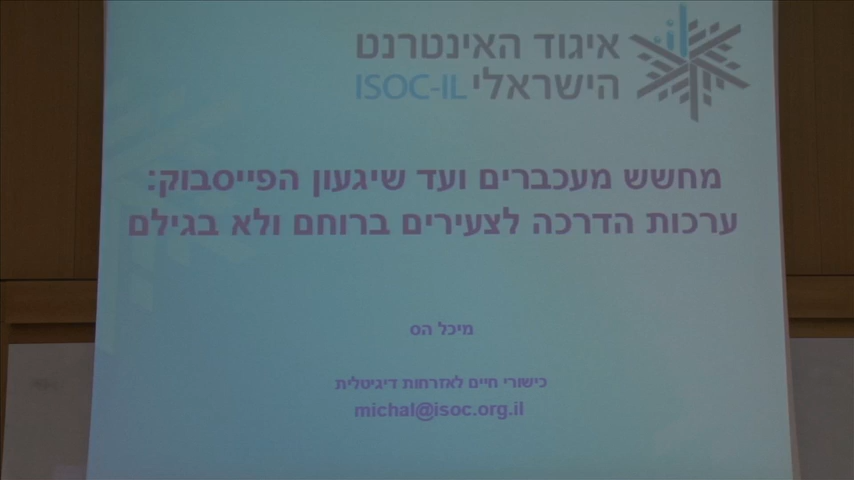 איגוד האינטרנט
הישראלי ISOC-IL
מחשש מעכברים ועד שיגעון הפייסבוק:
ערכות הדרכה לצעירים ברוחם ולא בגילם
מיכל הס
כישורי חיים לאזרחות דיגיטלית
michal@isoc.org.il